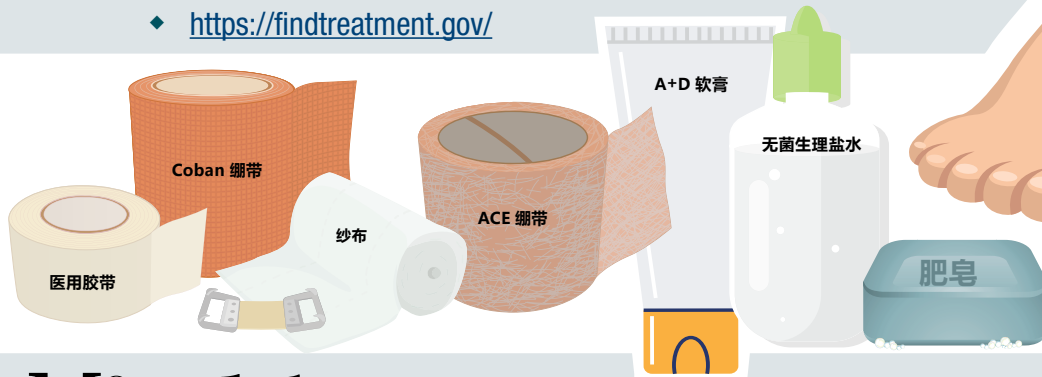 ◆ https://findtreatment.gov/
A+D 软膏
无菌生理盐水
Coban 绷带
纱布
ACE 绷带
医用胶带
肥皂